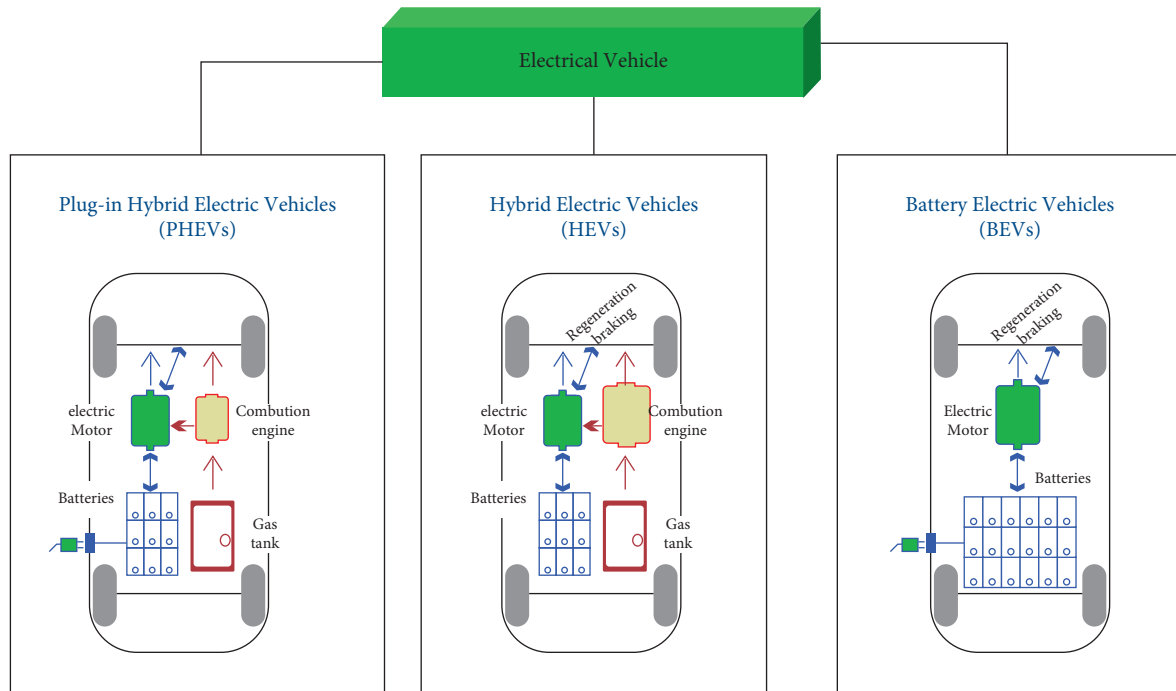 Electrical Vehicle
Plug-in Hybrid Electric Vehicles
(PHEVs)
electric
Motor
Combution
engine
Batteries
Gas
tank
Hybrid Electric Vehicles
(HEVs)
Regeneration
braking
electric
Motor
Combution
engine
Batteries
Gas
tank
Battery Electric Vehicles
(BEVs)
Regeneration
braking
Electric
Motor
Batteries